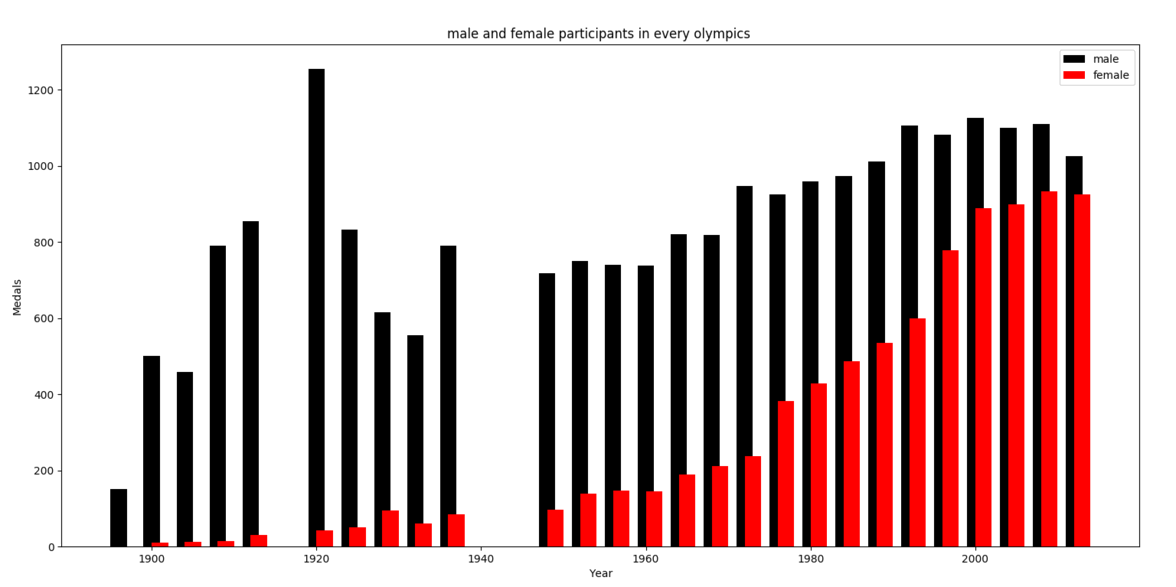 male and female participants in every olympics
male
female
1200
1000
800
600
400
200
0
Medals
1900 1920 1940 1960 1980 2000
Year